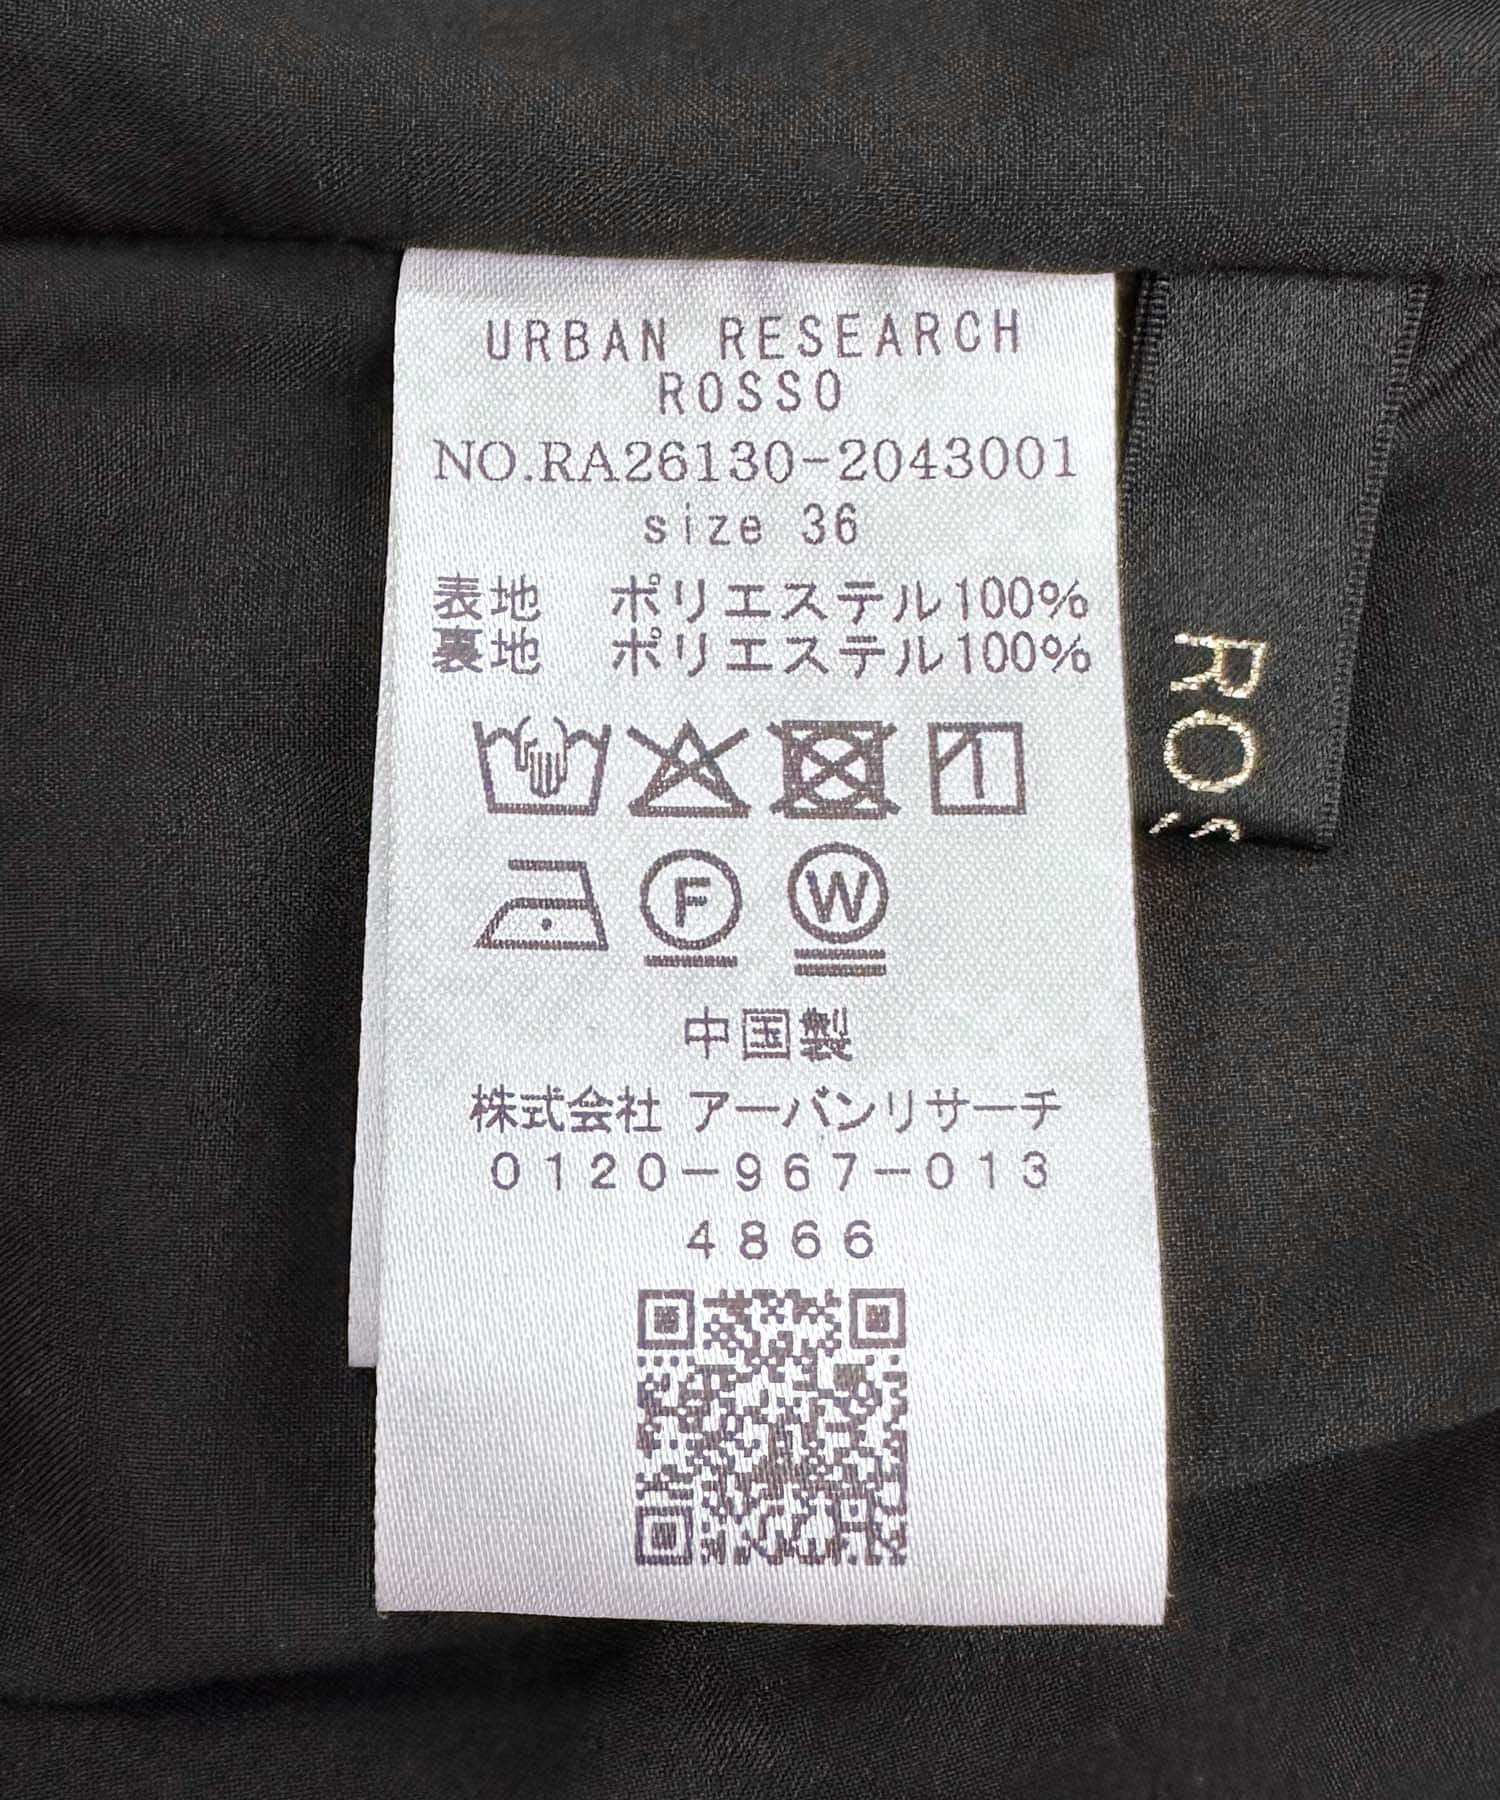 URBAN RESEARCH
ROSSO
NO.RA26130-2043001
size 36
表地 ポリエステル100%
裏地 ポリエステル100%
F W
中国製
株式会社 アーバンリサーチ
0120-967-013
4866
ROS